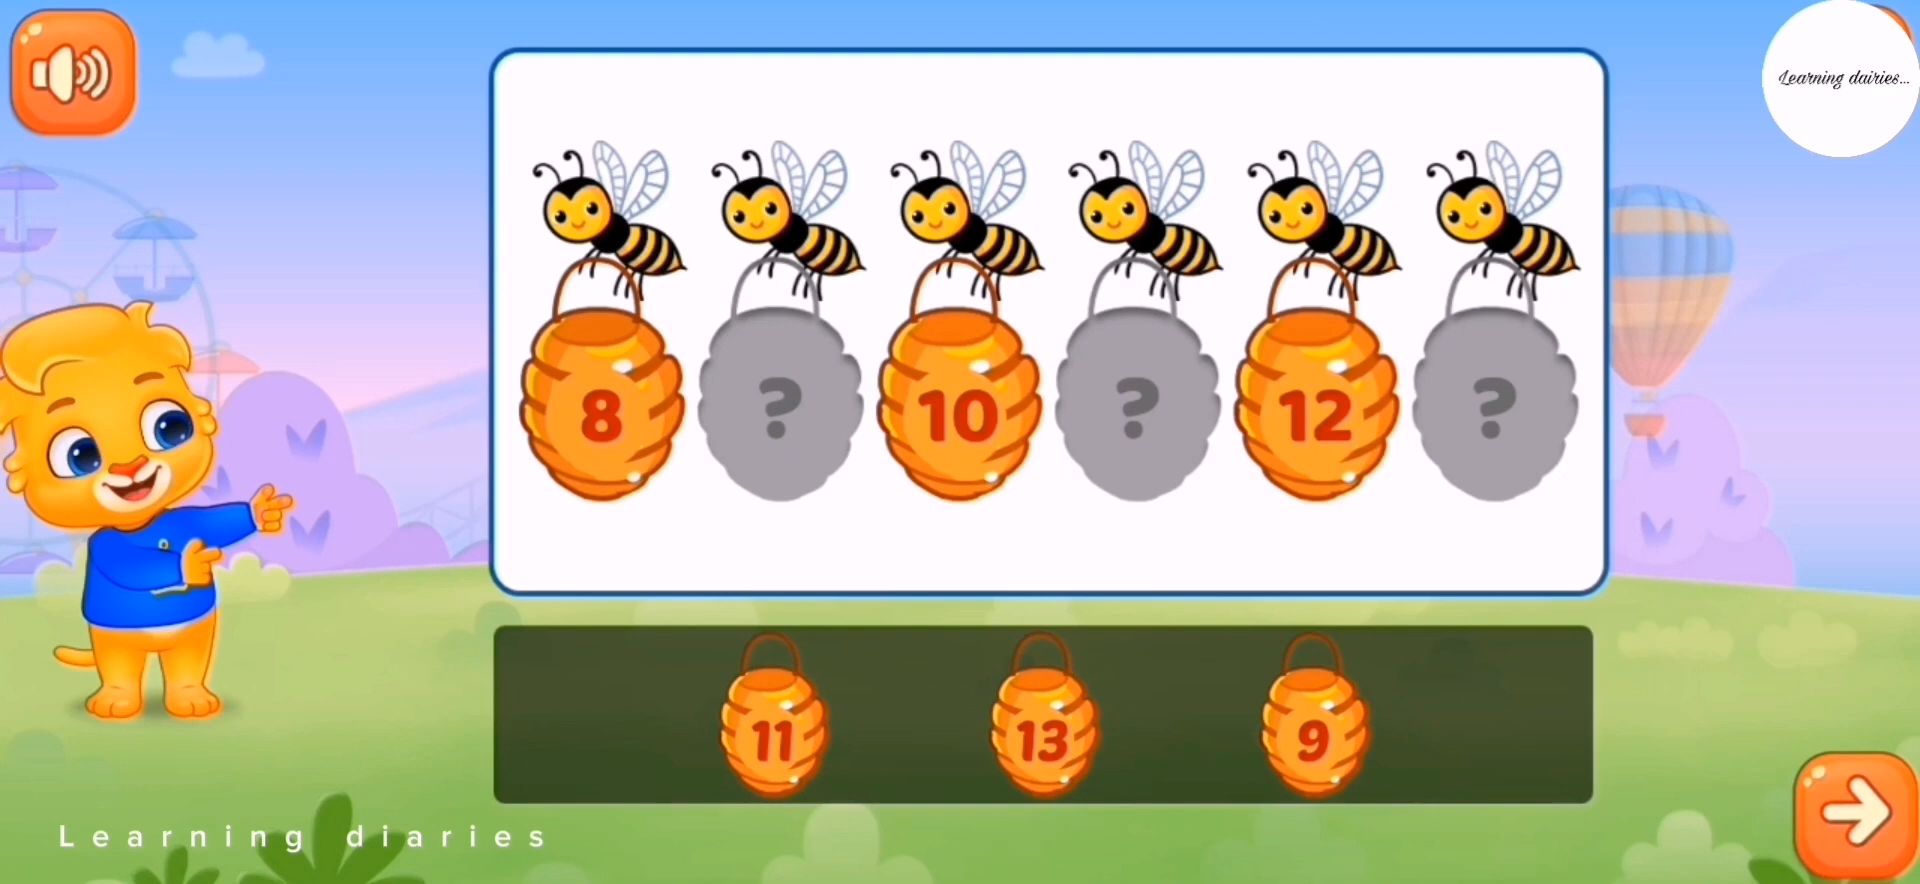 Learning dairies...
8 ? 10 ? 12 ?
11 13 9
Learning diaries